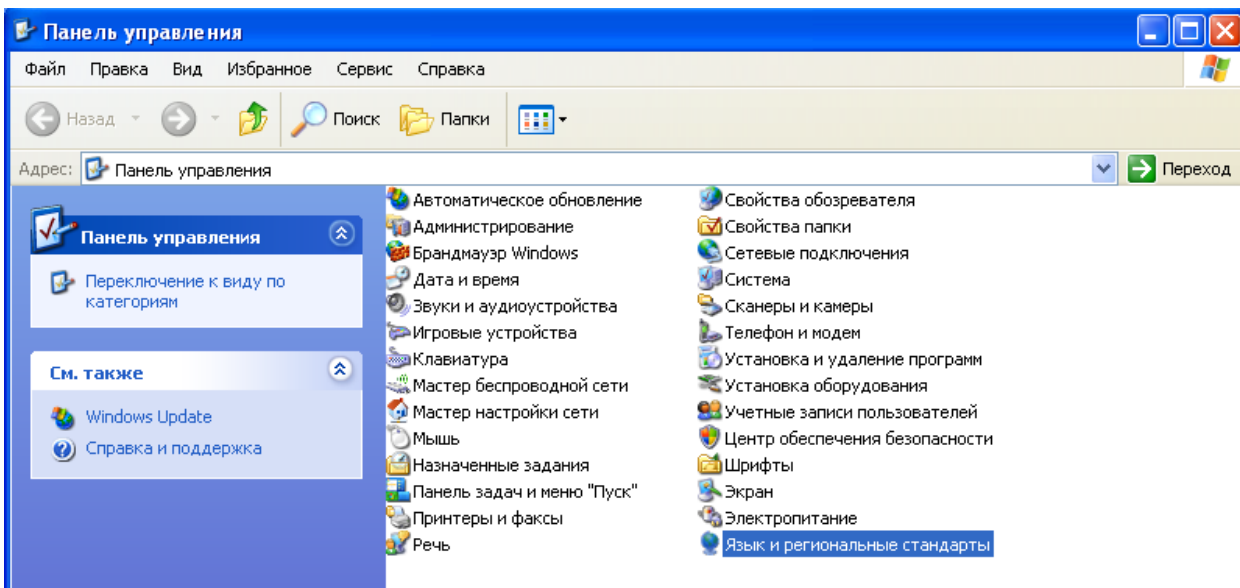 Панель управления
Файл Правка Вид Избранное Сервис Справка
Назад Поиск Папки
Адрес: Панель управления Переход
Панель управления
Переключение к виду по
категориям
См. также
Windows Update
Справка и поддержка
Автоматическое обновление
Администрирование
Брандмауэр Windows
Дата и время
Звуки и аудиоустройства
Игровые устройства
Клавиатура
Мастер беспроводной сети
Мастер настройки сети
Мышь
Назначенные задания
Панель задач и меню "Пуск"
Принтеры и факсы
Речь
Свойства обозревателя
Свойства папки
Сетевые подключения
Система
Сканеры и камеры
Телефон и модем
Установка и удаление программ
Установка оборудования
Учетные записи пользователей
Центр обеспечения безопасности
Шрифты
Экран
Электропитание
Язык и региональные стандарты